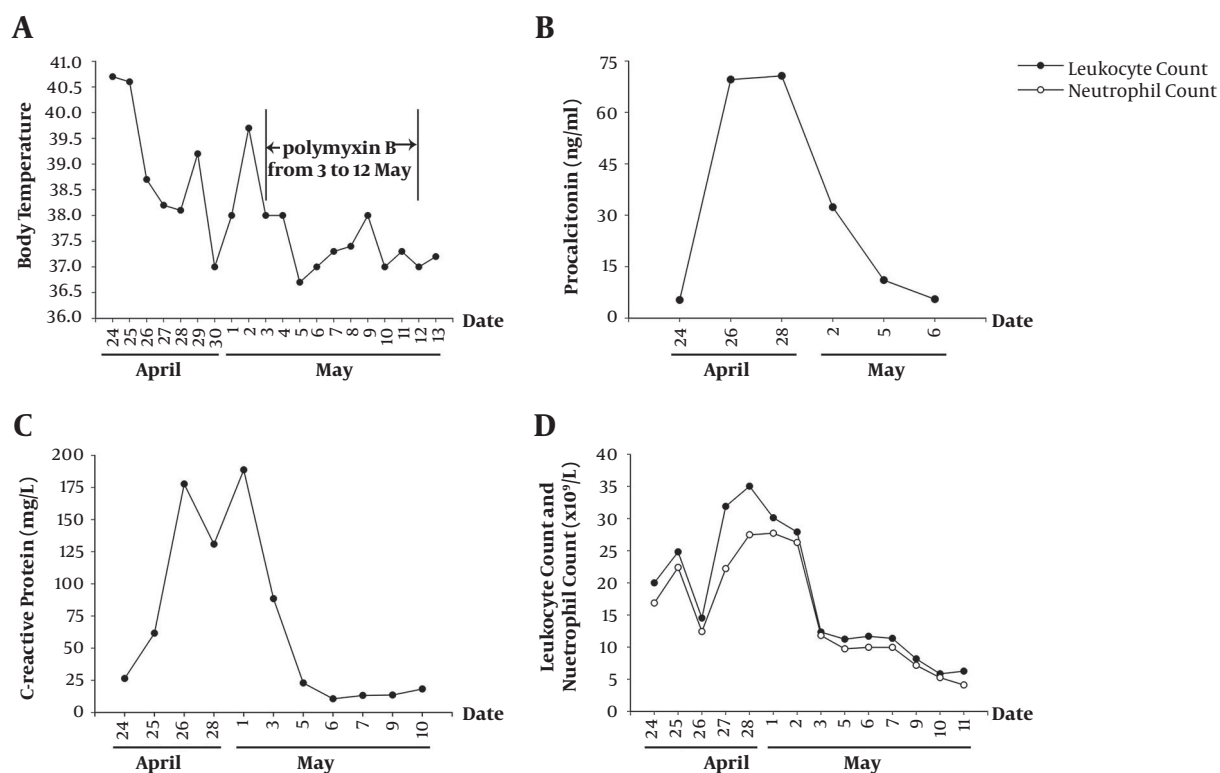 A
Body Temperature
41.0
40.5
40.0
39.5
39.0
38.5
38.0
37.5
37.0
36.5
36.0
polymyxin B
from 3 to 12 May
24 25 26 27 28 29 30 1 2 3 4 5 6 7 8 9 10 11 12 13
Date
April May
B
Procalcitonin (ng/ml)
75
60
45
30
15
0
24 26 28 2 5 6
Date
April May
Leukocyte Count
Neutrophil Count
C
C-reactive Protein (mg/L)
200
175
150
125
100
75
50
25
0
24 25 26 28 1 3 5 6 7 9 10
Date
April May
D
Leukocyte Count and
Nuetrophil Count (x10⁹/L)
40
35
30
25
20
15
10
5
0
24 25 26 27 28 1 2 3 5 6 7 9 10 11
Date
April May